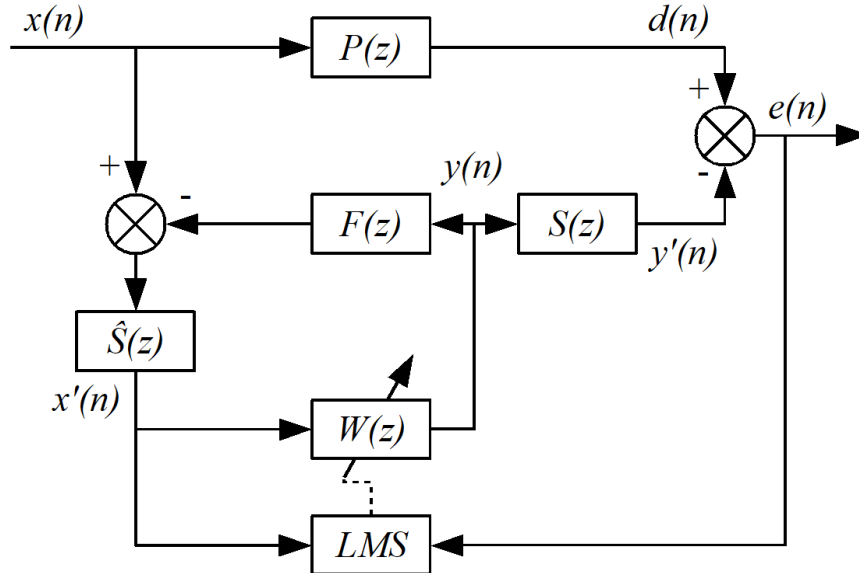 x(n)
P(z)
d(n)
+
e(n)
+
-
-
y(n)
F(z)
S(z)
y'(n)
Ŝ(z)
x'(n)
W(z)
LMS